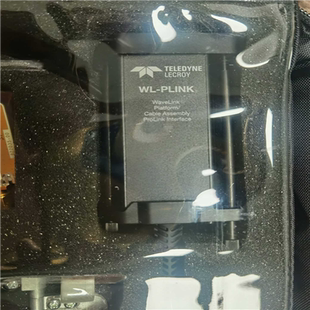 TELEDYNE
LECROY
WL-PLINK
WaveLink
Platform/
Cable Assembly
ProLink Interface